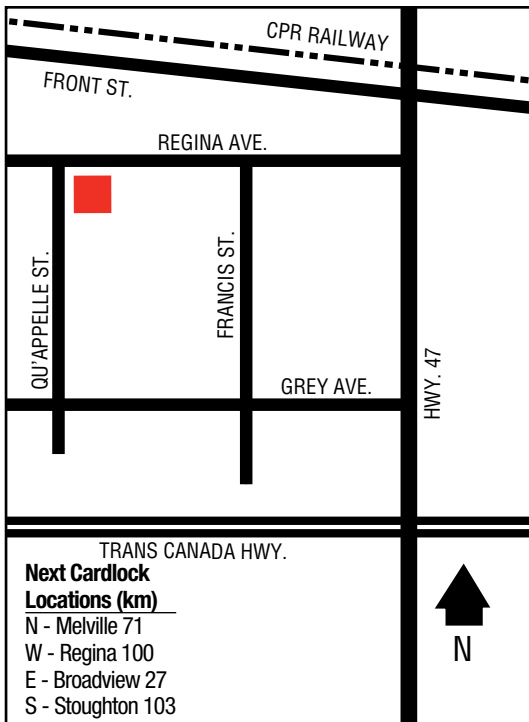 CPR RAILWAY
FRONT ST.
REGINA AVE.
QU'APPELLE ST.
FRANCIS ST.
GREY AVE.
HWY. 47
TRANS CANADA HWY.
Next Cardlock
Locations (km)
N - Melville 71
W - Regina 100
E - Broadview 27
S - Stoughton 103
N